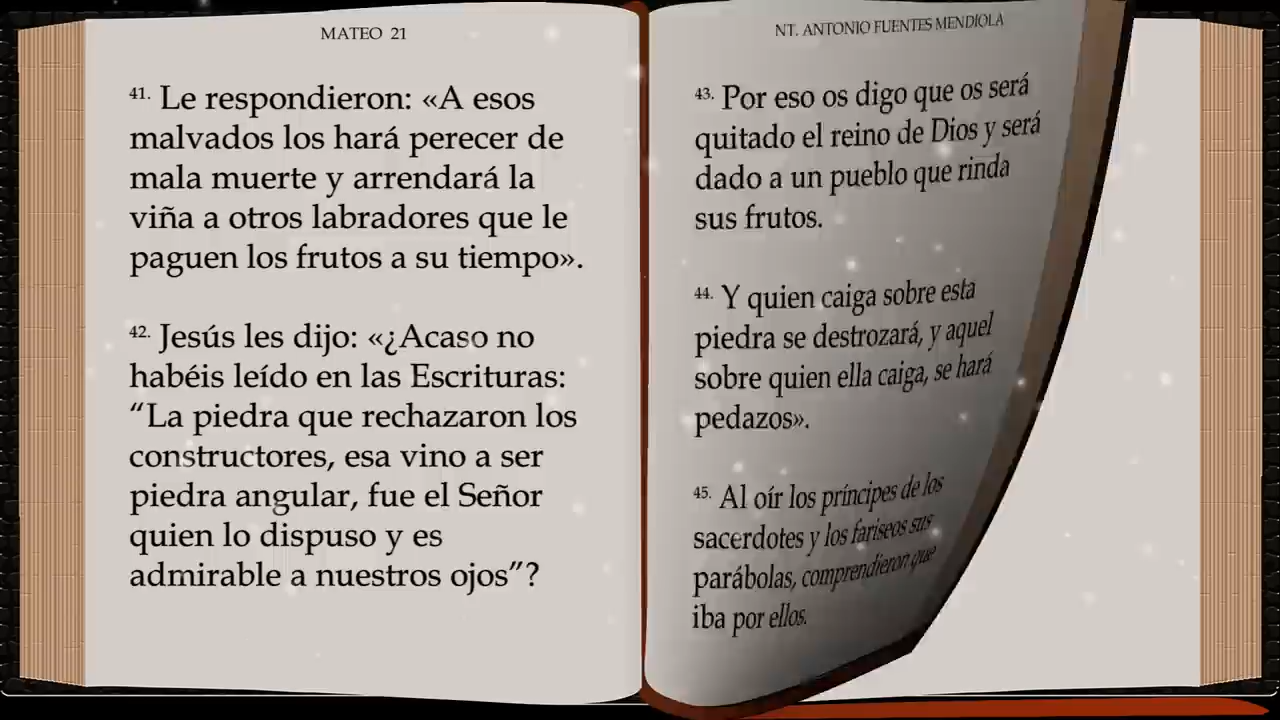 MATEO 21
41. Le respondieron: «A esos
malvados los hará perecer de
mala muerte y arrendará la
viña a otros labradores que le
paguen los frutos a su tiempo».
42. Jesús les dijo: «¿Acaso no
habéis leído en las Escrituras:
“La piedra que rechazaron los
constructores, esa vino a ser
piedra angular, fue el Señor
quien lo dispuso y es
admirable a nuestros ojos”?
NT. ANTONIO FUENTES MENDIOLA
43. Por eso os digo que os será
quitado el reino de Dios y será
dado a un pueblo que rinda
sus frutos.
44. Y quien caiga sobre esta
piedra se destrozará, y aquel
sobre quien ella caiga, se hará
pedazos».
45. Al oír los príncipes de los
sacerdotes y los fariseos sus
parábolas, comprendieron que
iba por ellos.